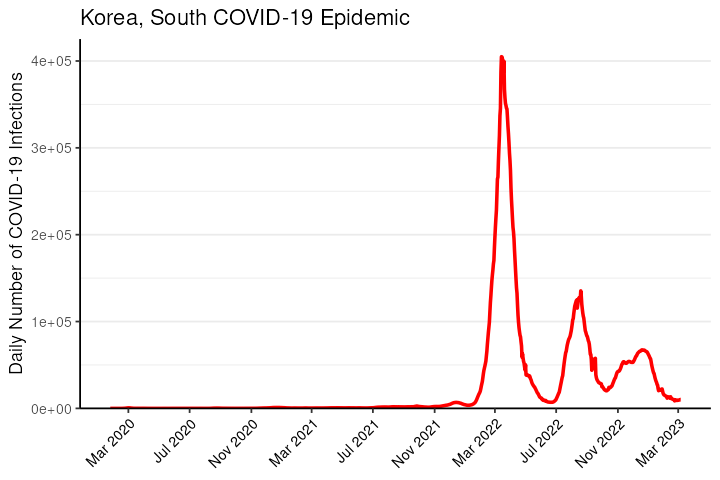 Korea, South COVID-19 Epidemic
Daily Number of COVID-19 Infections
4e+05
3e+05
2e+05
1e+05
0e+00
Mar 2020
Jul 2020
Nov 2020
Mar 2021
Jul 2021
Nov 2021
Mar 2022
Jul 2022
Nov 2022
Mar 2023